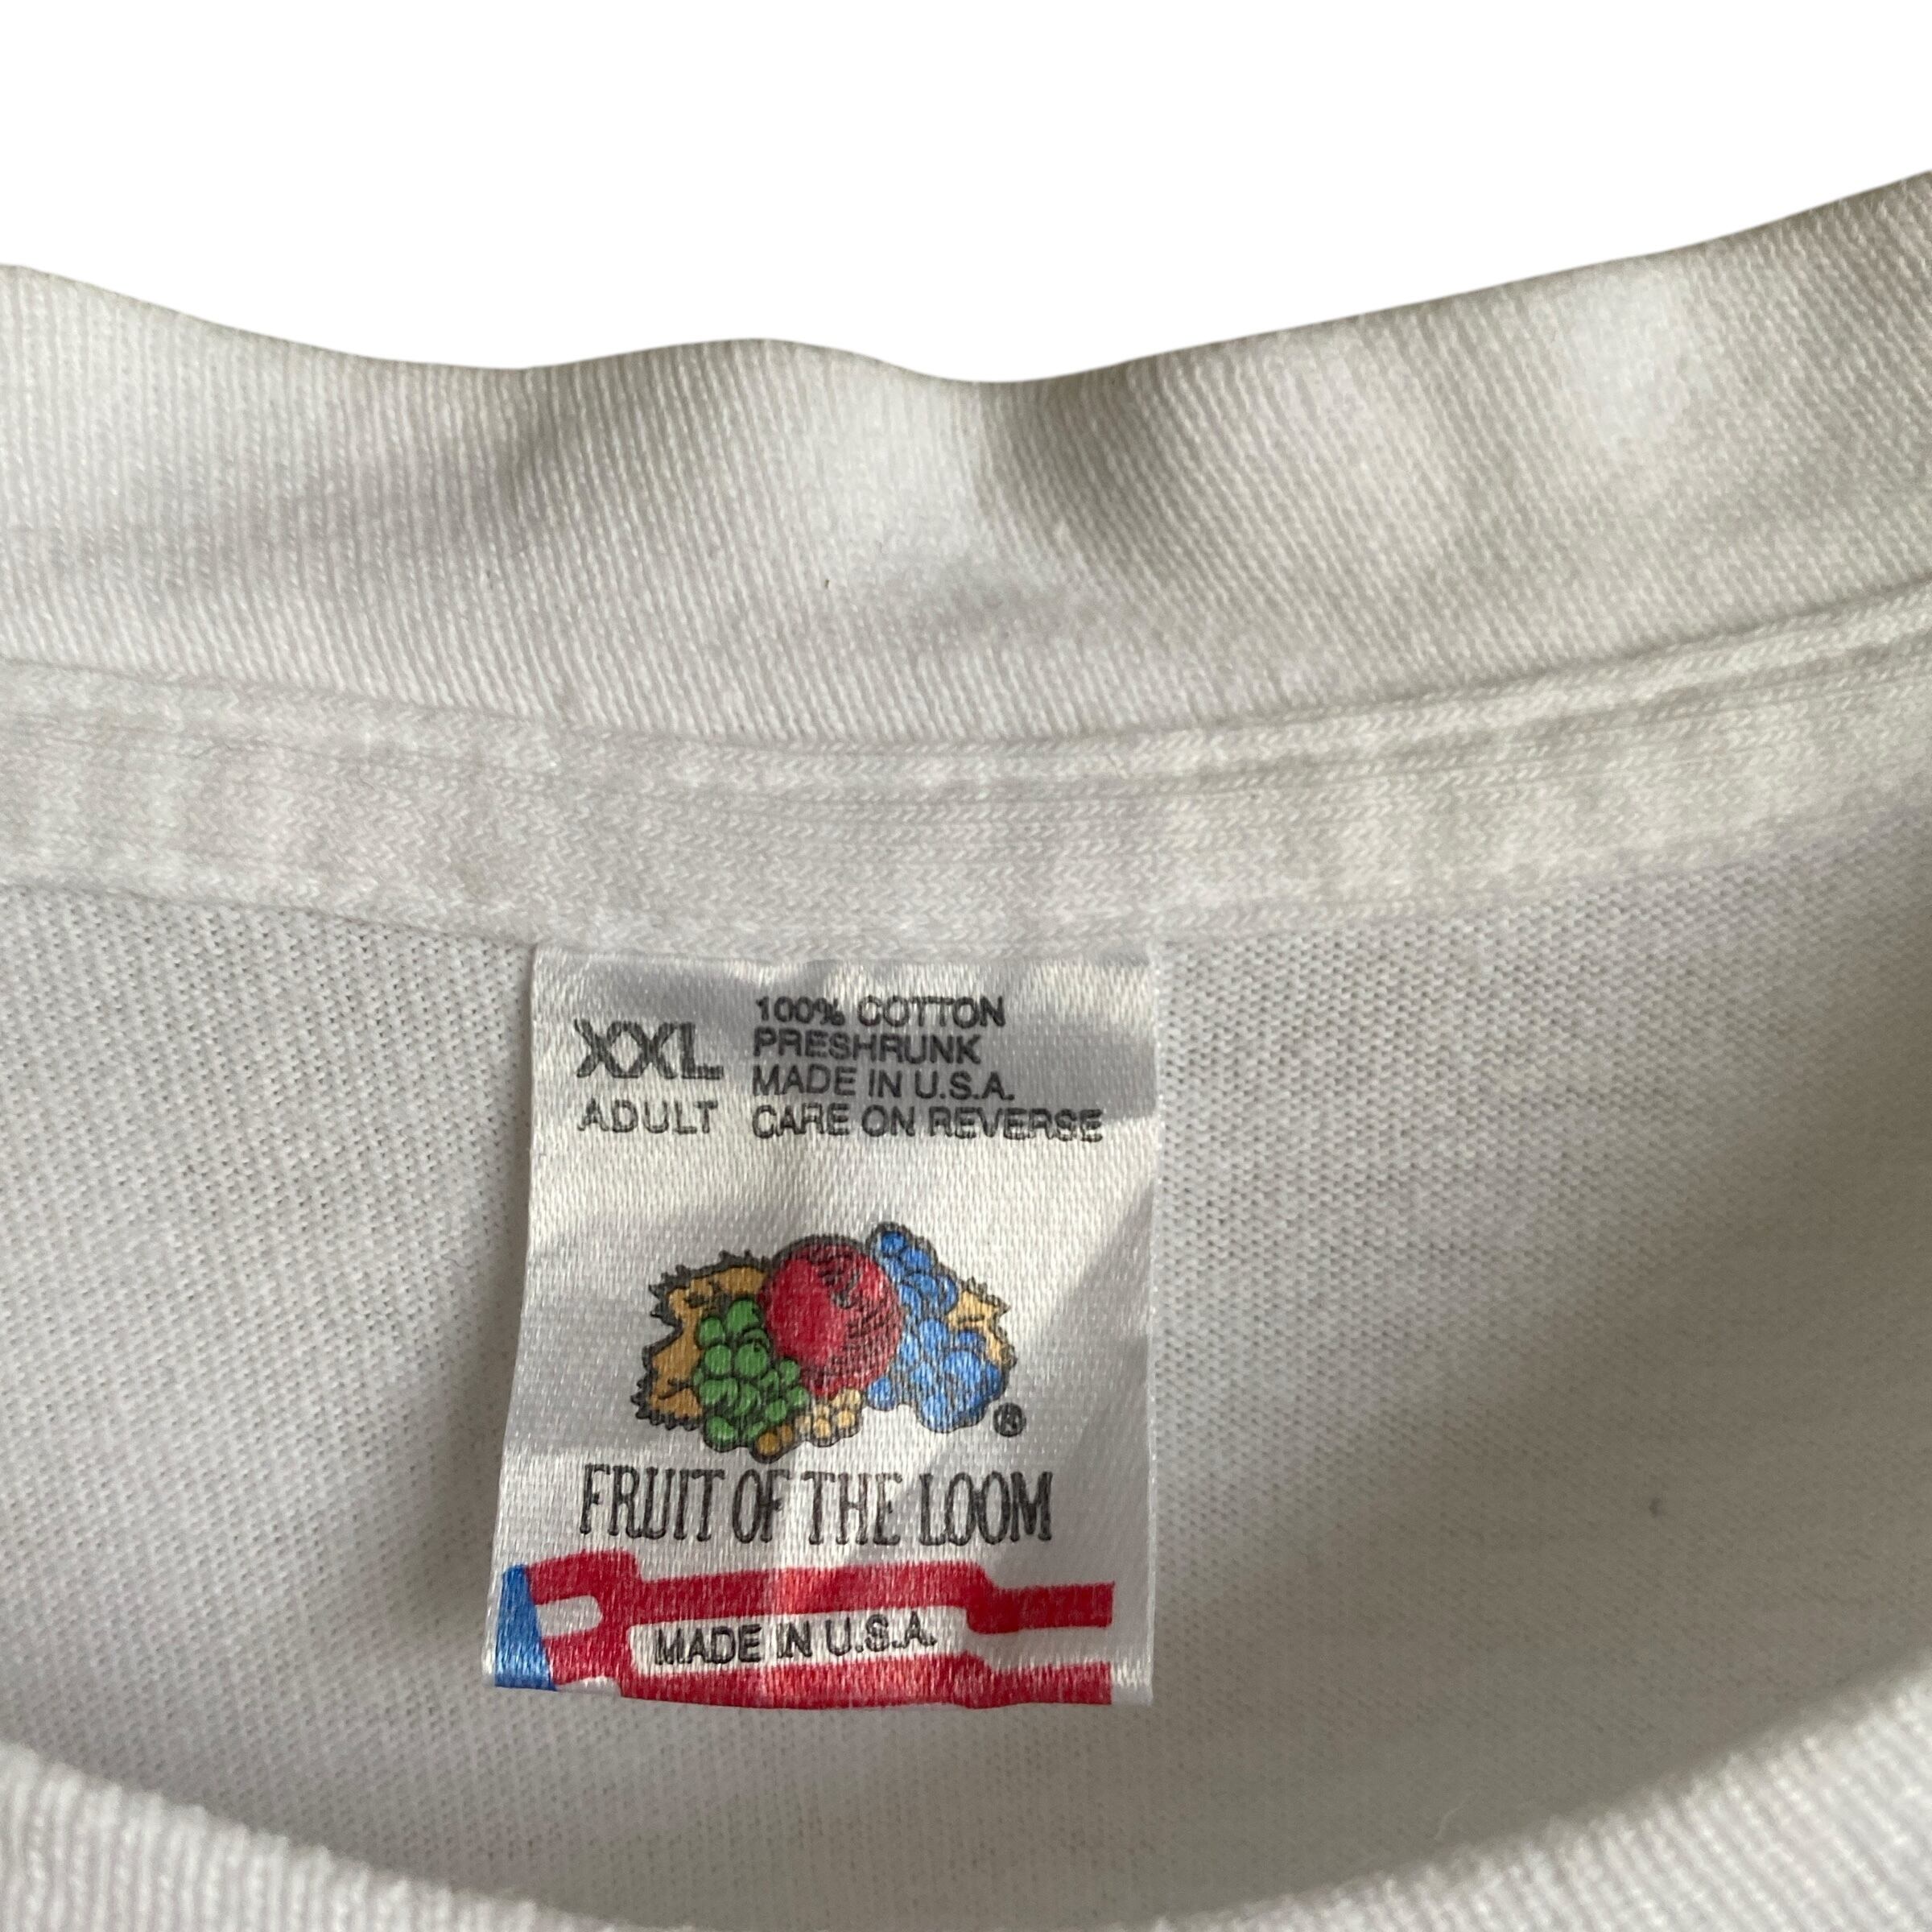 XXL
ADULT
100% COTTON
PRESHRUNK
MADE IN U.S.A.
CARE ON REVERSE
®
FRUIT OF THE LOOM
MADE IN U.S.A.